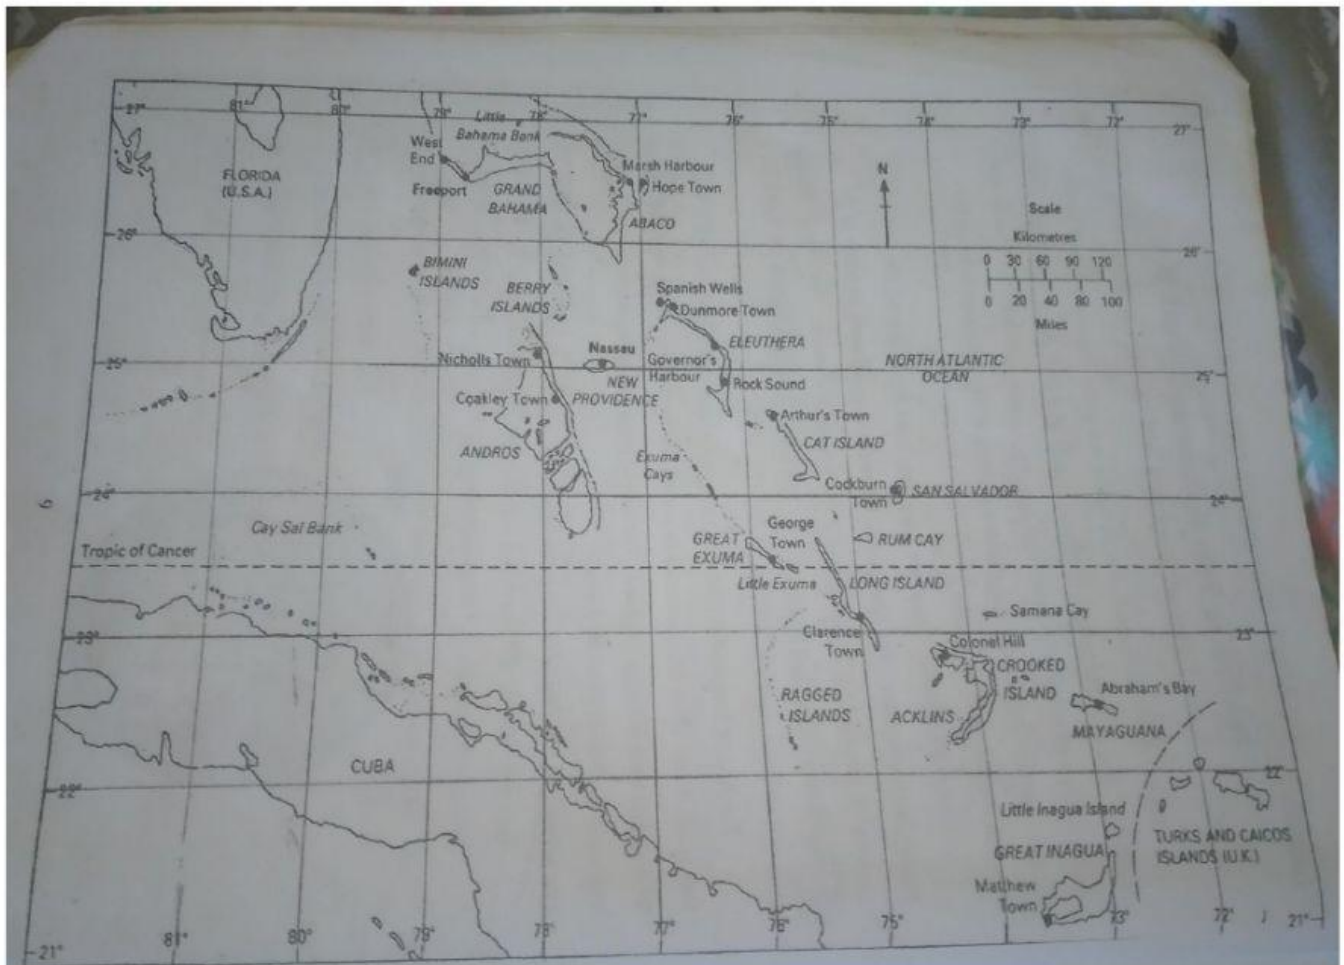 27°
81°
80°
79°
78°
77°
76°
75°
74°
73°
72°
27°
Little
Bahama Bank
West
End
Marsh Harbour
Hope Town
FLORIDA
(U.S.A.)
Freeport
GRAND
BAHAMA
ABACO
N
Scale
Kilometres
0 30 60 90 120
0 20 40 80 100
Miles
26°
26°
BIMINI
ISLANDS
BERRY
ISLANDS
Spanish Wells
Dunmore Town
ELEUTHERA
Nassau
Nicholls Town
Governor's
Harbour
Rock Sound
NORTH ATLANTIC
OCEAN
25°
25°
NEW
PROVIDENCE
Coakley Town
Arthur's Town
CAT ISLAND
ANDROS
Exuma
Cays
Cockburn
Town
SAN SALVADOR
9
24°
24°
Cay Sal Bank
George
Town
GREAT
EXUMA
RUM CAY
Tropic of Cancer
Little Exuma
LONG ISLAND
Samana Cay
23°
23°
Clarence
Town
Colonel Hill
CROOKED
ISLAND
RAGGED
ISLANDS
ACKLINS
Abraham's Bay
MAYAGUANA
CUBA
22°
22°
Little Inagua Island
GREAT INAGUA
TURKS AND CAICOS
ISLANDS (U.K.)
Matthew
Town
21°
81°
80°
79°
78°
77°
76°
75°
73°
72°
21°